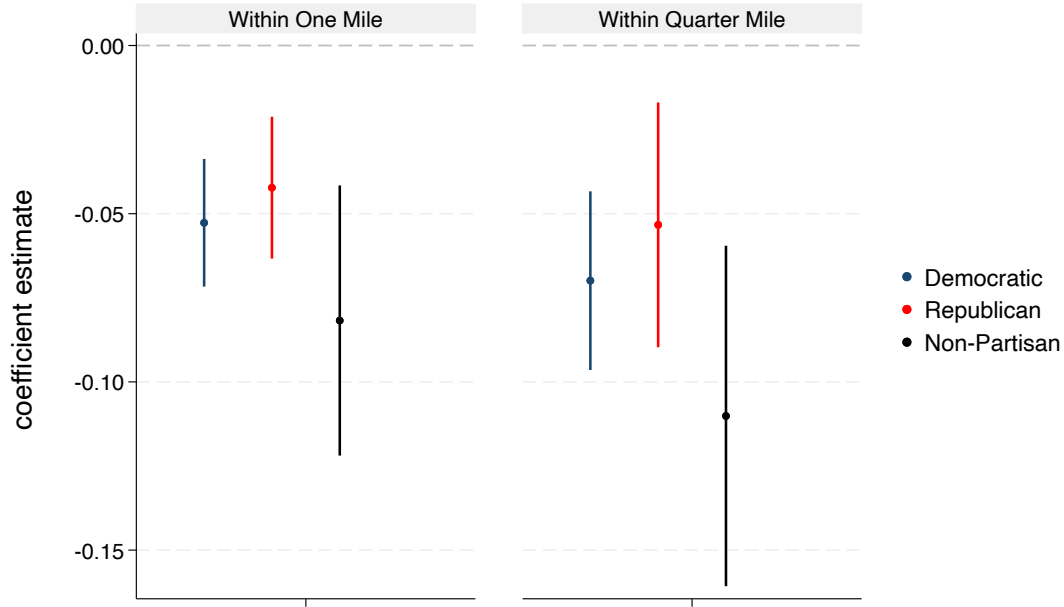 Within One Mile
Within Quarter Mile
0.00
-0.05
-0.10
-0.15
coefficient estimate
Democratic
Republican
Non-Partisan